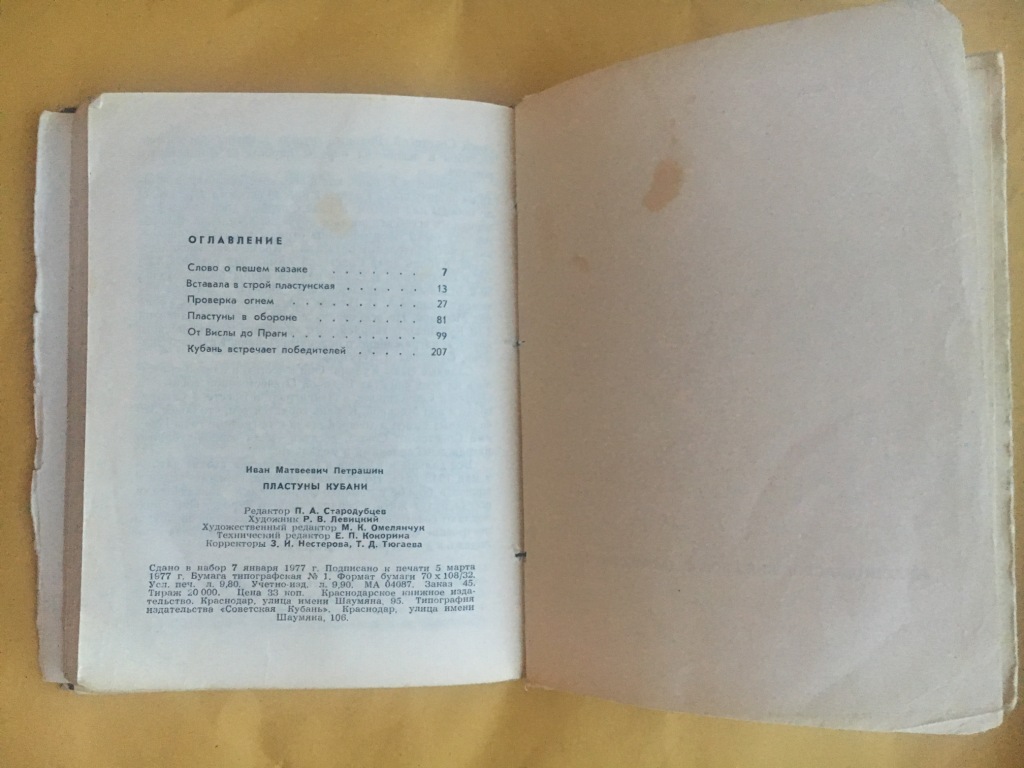 ОГЛАВЛЕНИЕ
Слово о пешем казаке . . . . . . . 7
Вставала в строй пластунская . . . . . . 13
Проверка огнем . . . . . . . . . 27
Пластуны в обороне . . . . . . . . 81
От Вислы до Праги . . . . . . . . . 99
Кубань встречает победителей . . . . . 207
Иван Матвеевич Петрашин
ПЛАСТУНЫ КУБАНИ
Редактор П. А. Стародубцев
Художник Р. В. Левицкий
Художественный редактор М. К. Омелянчук
Технический редактор Е. П. Кокорина
Корректоры З. И. Нестерова, Т. Д. Тюгаева
Сдано в набор 7 января 1977 г. Подписано к печати 5 марта
1977 г. Бумага типографская № 1. Формат бумаги 70 х 108/32.
Усл. печ. л. 9,80. Учетно-изд. л. 9,90. МА 04087. Заказ 45.
Тираж 20 000. Цена 33 коп. Краснодарское книжное изда-
тельство. Краснодар, улица имени Шаумяна, 95. Типография
издательства «Советская Кубань». Краснодар, улица имени
Шаумяна, 106.